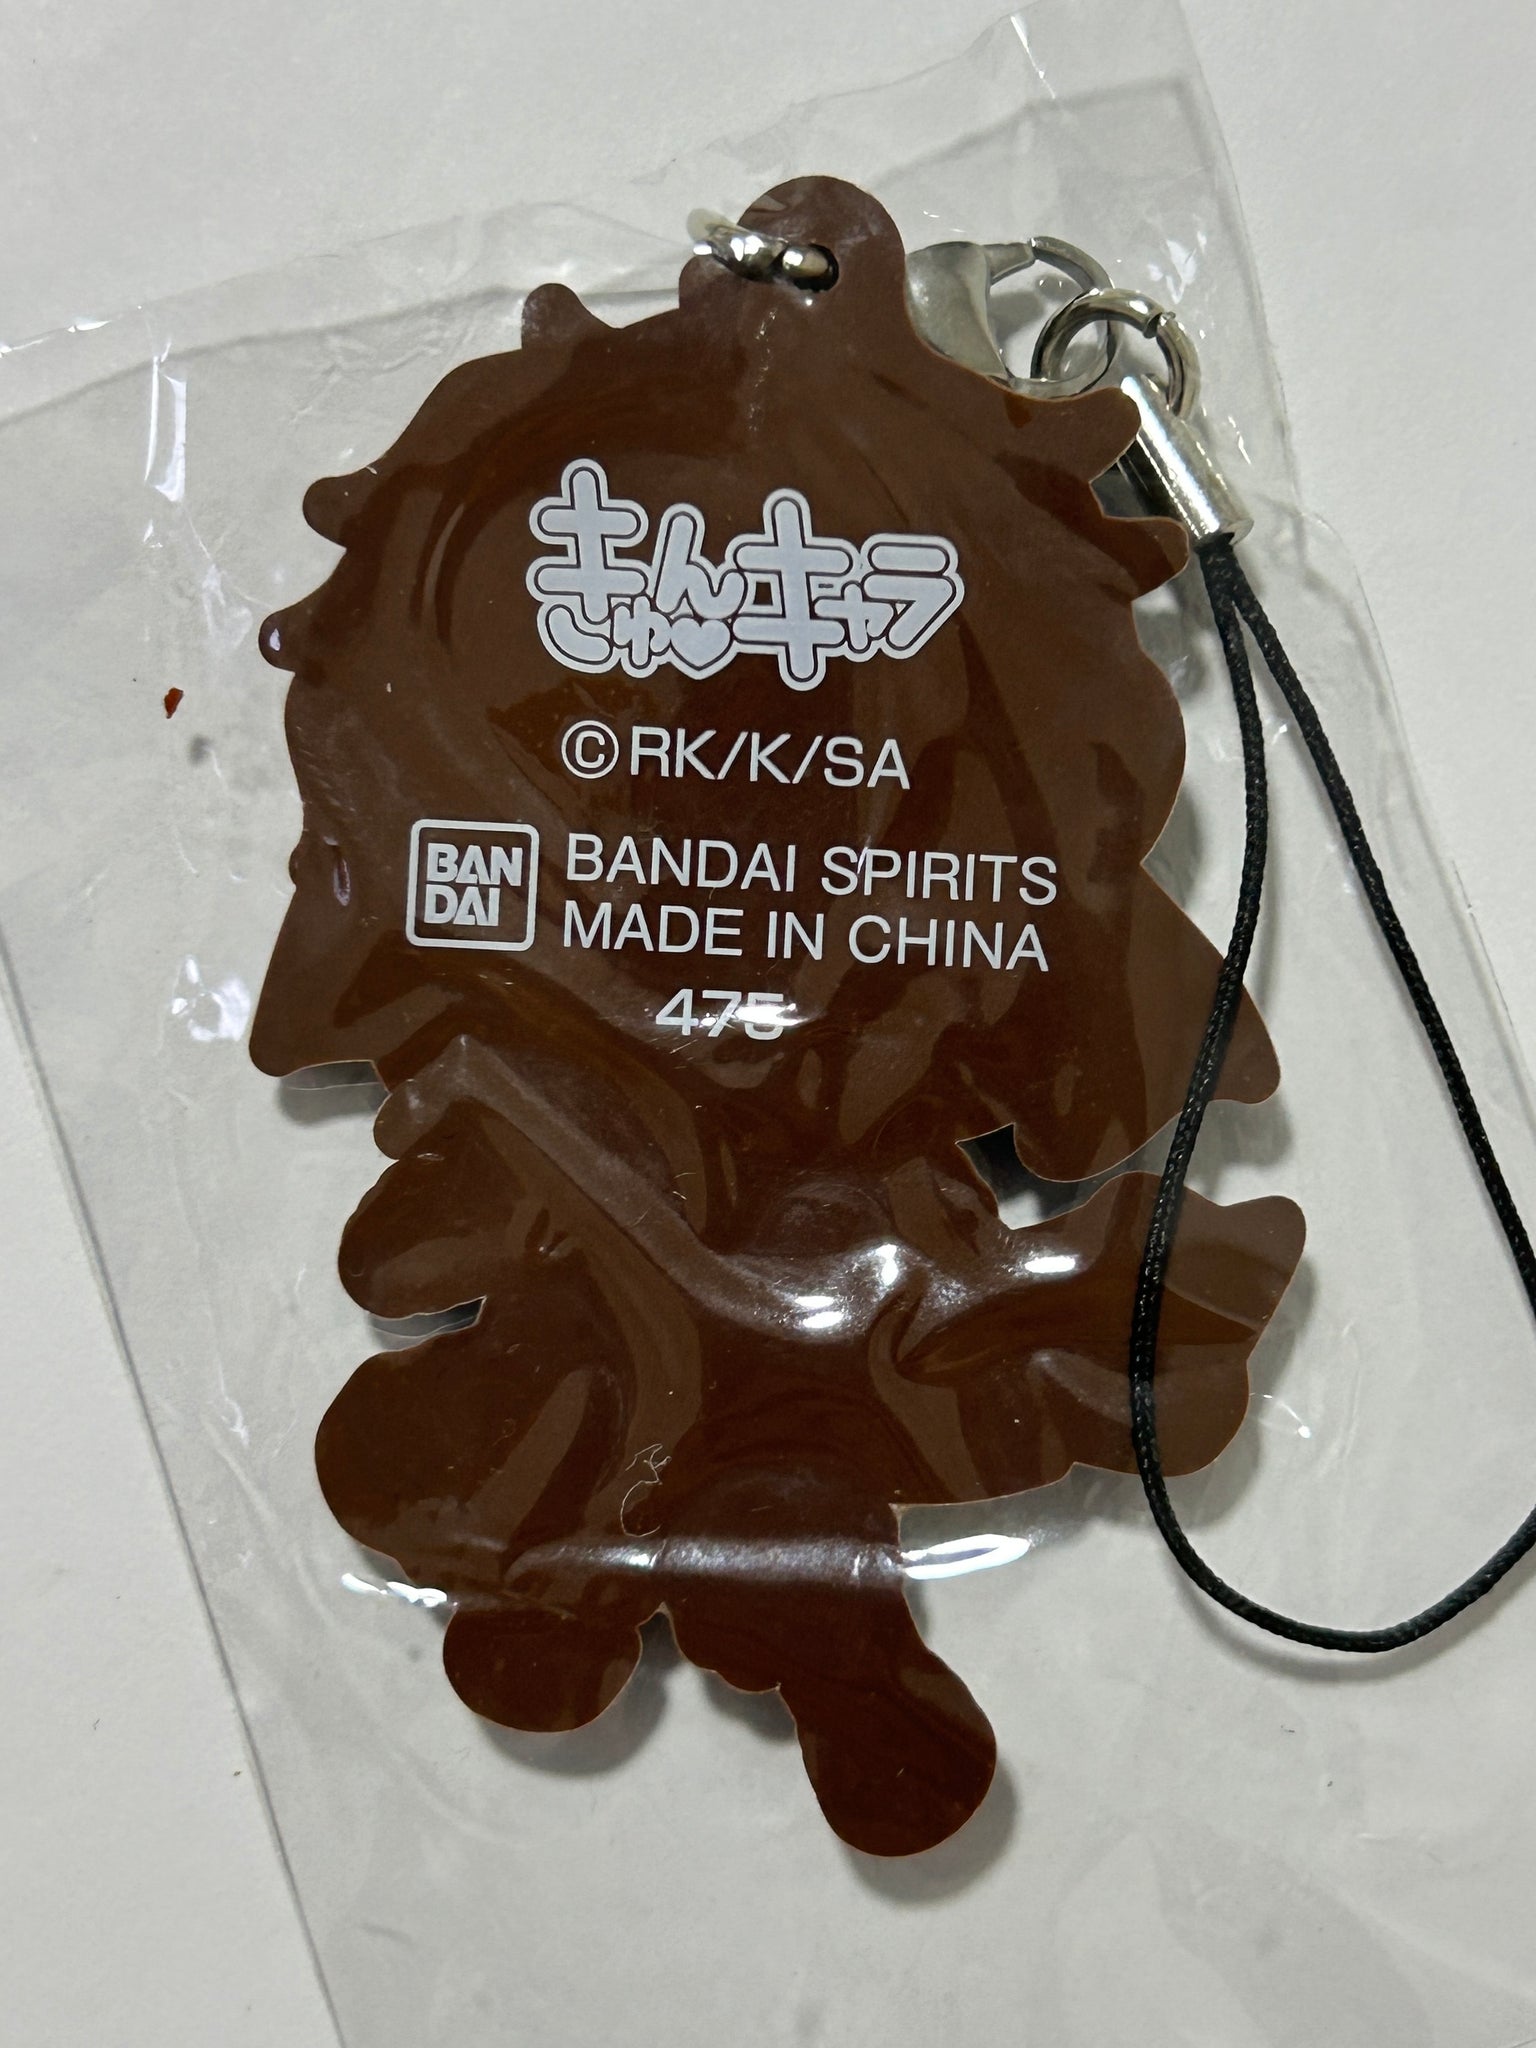 きゅんキャラ
©RK/K/SA
BAN
DAI
BANDAI SPIRITS
MADE IN CHINA
475